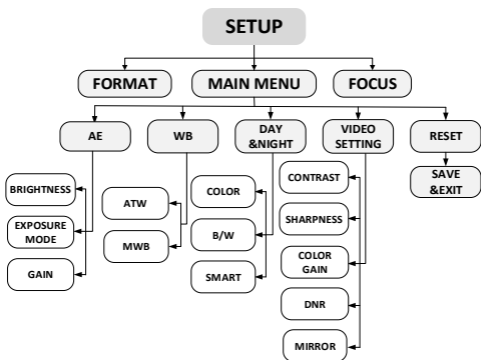 SETUP
FORMAT
MAIN MENU
FOCUS
AE
WB
DAY
&NIGHT
VIDEO
SETTING
RESET
SAVE
&EXIT
BRIGHTNESS
EXPOSURE
MODE
GAIN
ATW
MWB
COLOR
B/W
SMART
CONTRAST
SHARPNESS
COLOR
GAIN
DNR
MIRROR